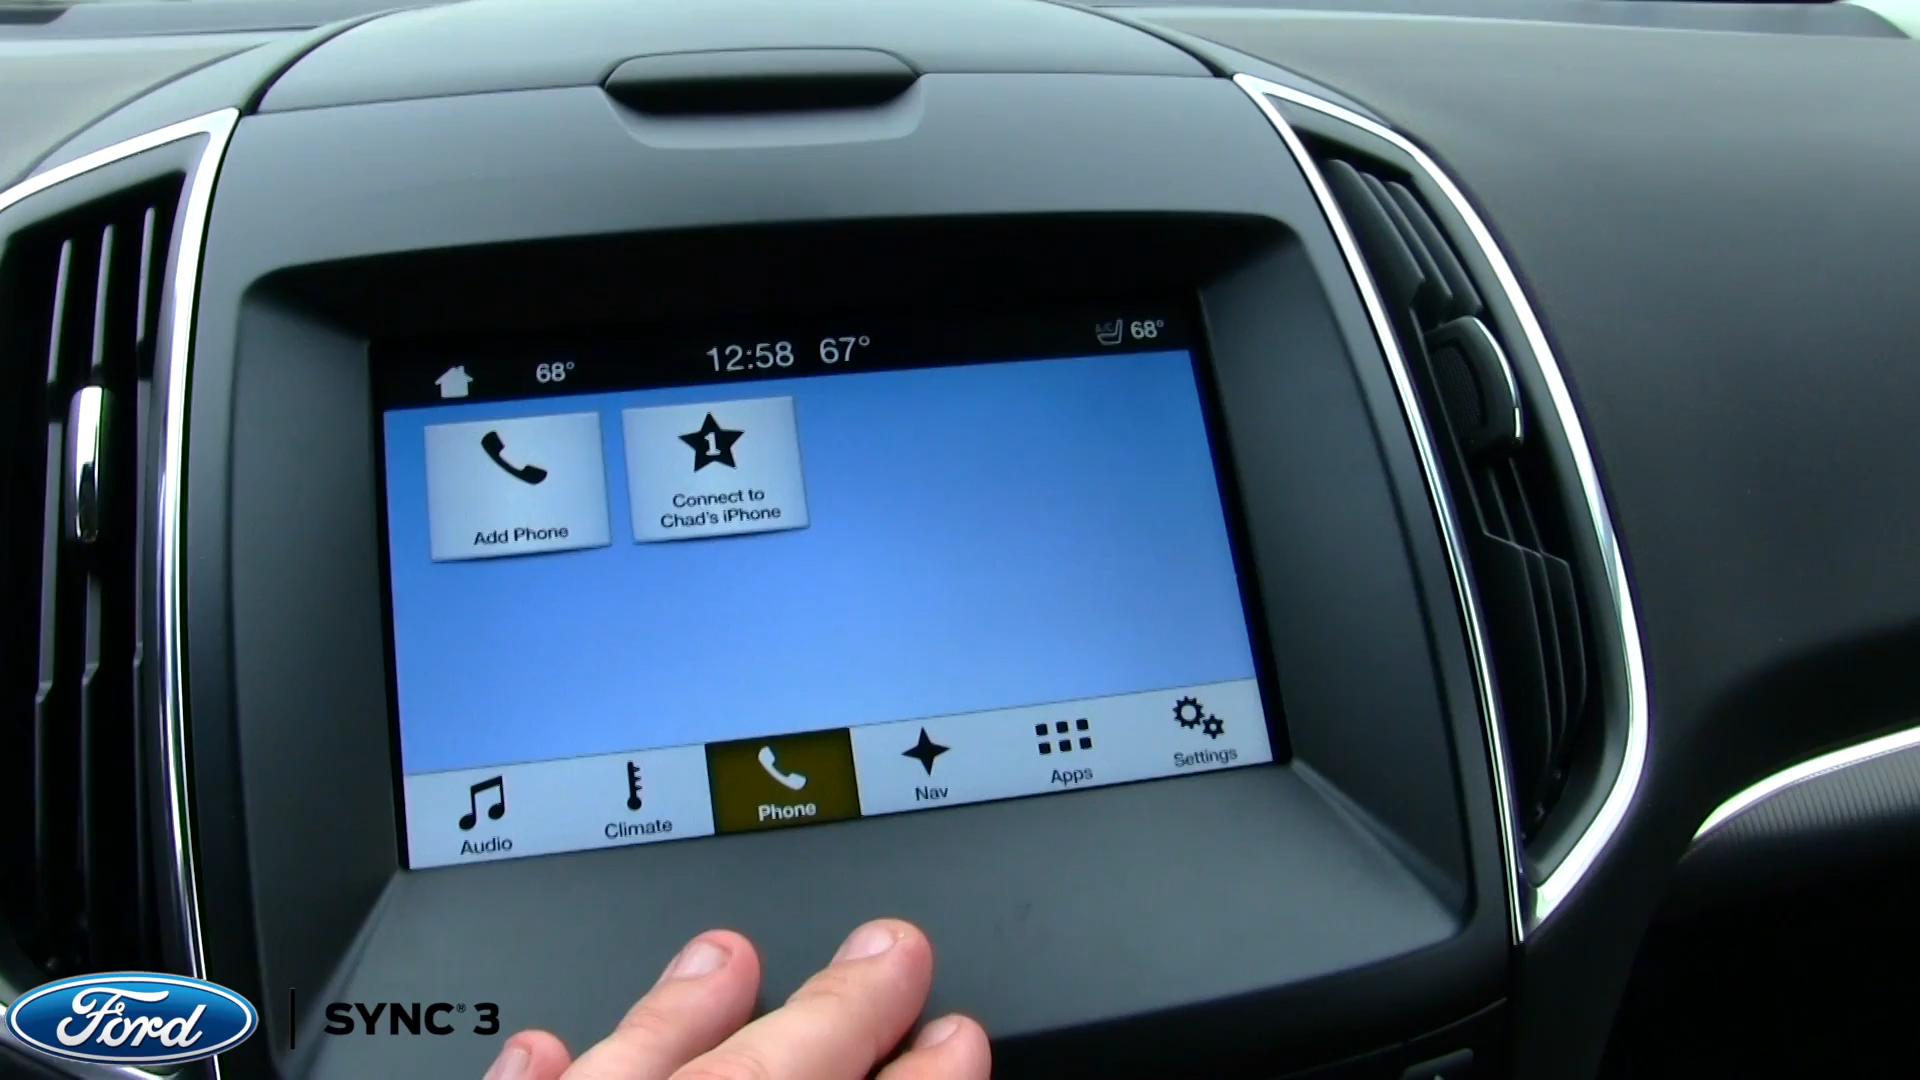 68° 12:58 67° A/C 68°
Add Phone
1
Connect to
Chad's iPhone
Audio Climate Phone Nav Apps Settings
Ford SYNC® 3